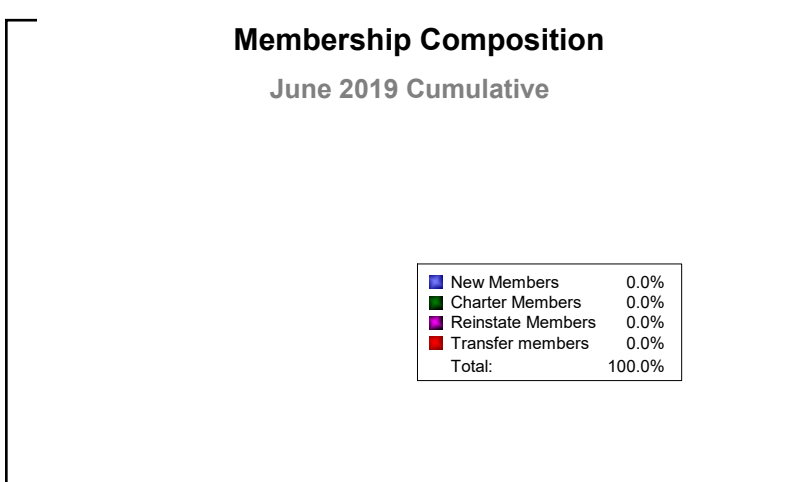 Membership Composition
June 2019 Cumulative
New Members 0.0%
Charter Members 0.0%
Reinstate Members 0.0%
Transfer members 0.0%
Total: 100.0%